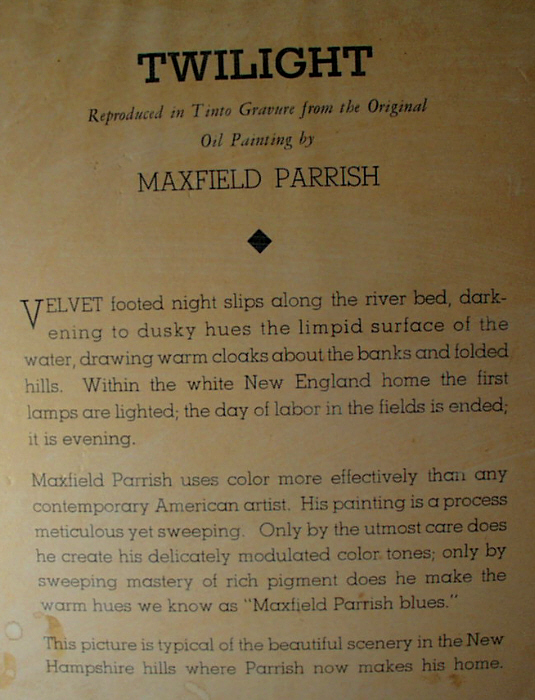 TWILIGHT
Reproduced in Tinto Gravure from the Original
Oil Painting by
MAXFIELD PARRISH
VELVET footed night slips along the river bed, dark-
ening to dusky hues the limpid surface of the
water, drawing warm cloaks about the banks and folded
hills. Within the white New England home the first
lamps are lighted; the day of labor in the fields is ended;
it is evening.
Maxfield Parrish uses color more effectively than any
contemporary American artist. His painting is a process
meticulous yet sweeping. Only by the utmost care does
he create his delicately modulated color tones; only by
sweeping mastery of rich pigment does he make the
warm hues we know as "Maxfield Parrish blues."
This picture is typical of the beautiful scenery in the New
Hampshire hills where Parrish now makes his home.